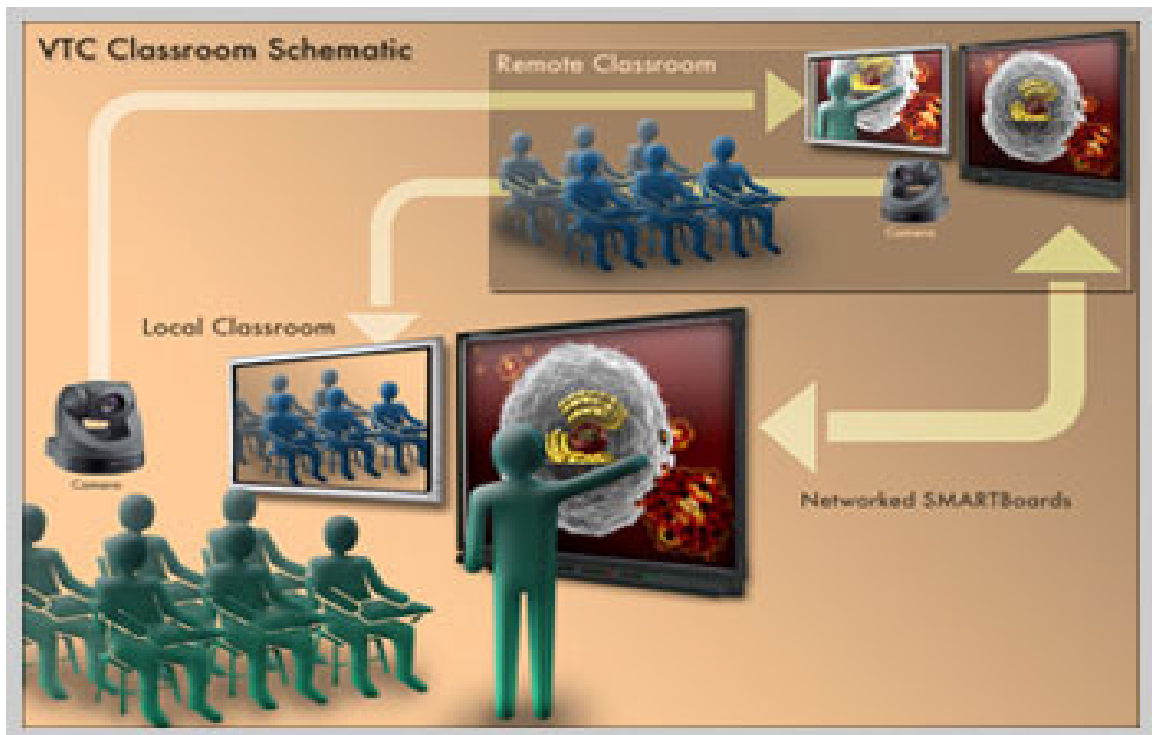 VTC Classroom Schematic
Remote Classroom
Camera
Local Classroom
Camera
Networked SMARTBoards